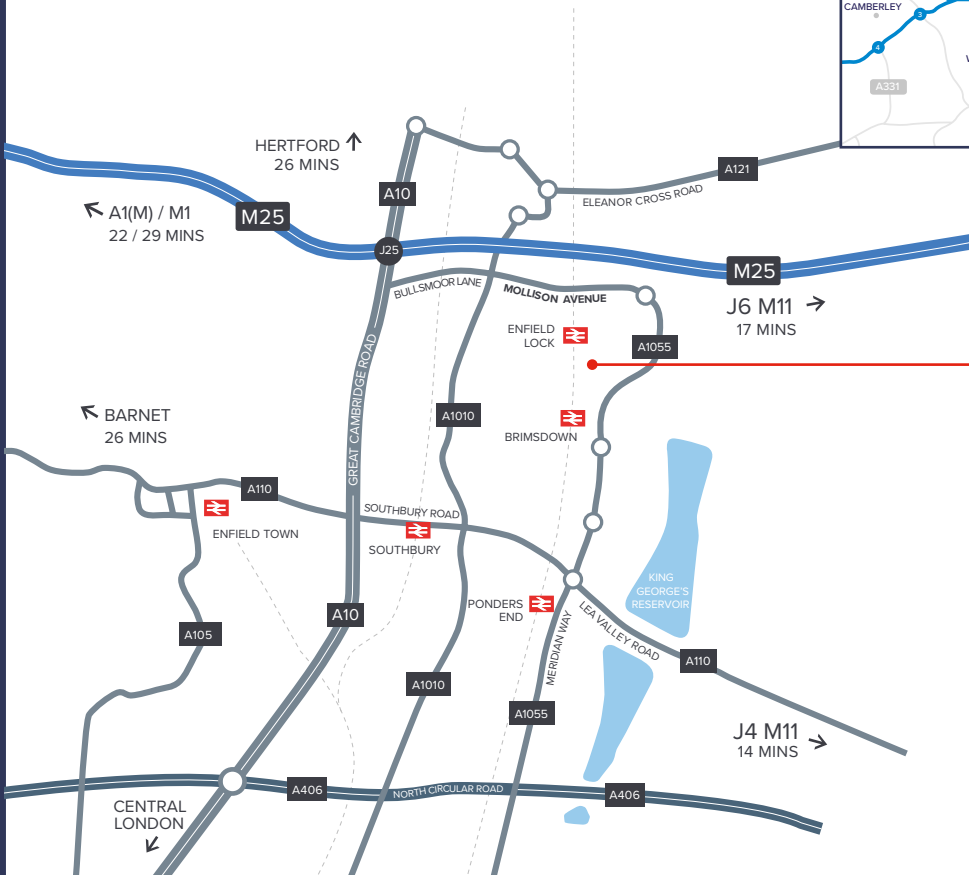 CAMBERLEY
3
4
A331
HERTFORD
26 MINS
A10
A121
ELEANOR CROSS ROAD
A1(M) / M1
22 / 29 MINS
M25
J25
M25
BULLSMOOR LANE
MOLLISON AVENUE
J6 M11
17 MINS
ENFIELD
LOCK
A1055
GREAT CAMBRIDGE ROAD
BARNET
26 MINS
A1010
BRIMSDOWN
A110
SOUTHBURY ROAD
ENFIELD TOWN
SOUTHBURY
KING
GEORGE'S
RESERVOIR
PONDERS
END
A10
LEA VALLEY ROAD
MERIDIAN WAY
A105
A110
A1010
A1055
J4 M11
14 MINS
A406
NORTH CIRCULAR ROAD
A406
CENTRAL
LONDON